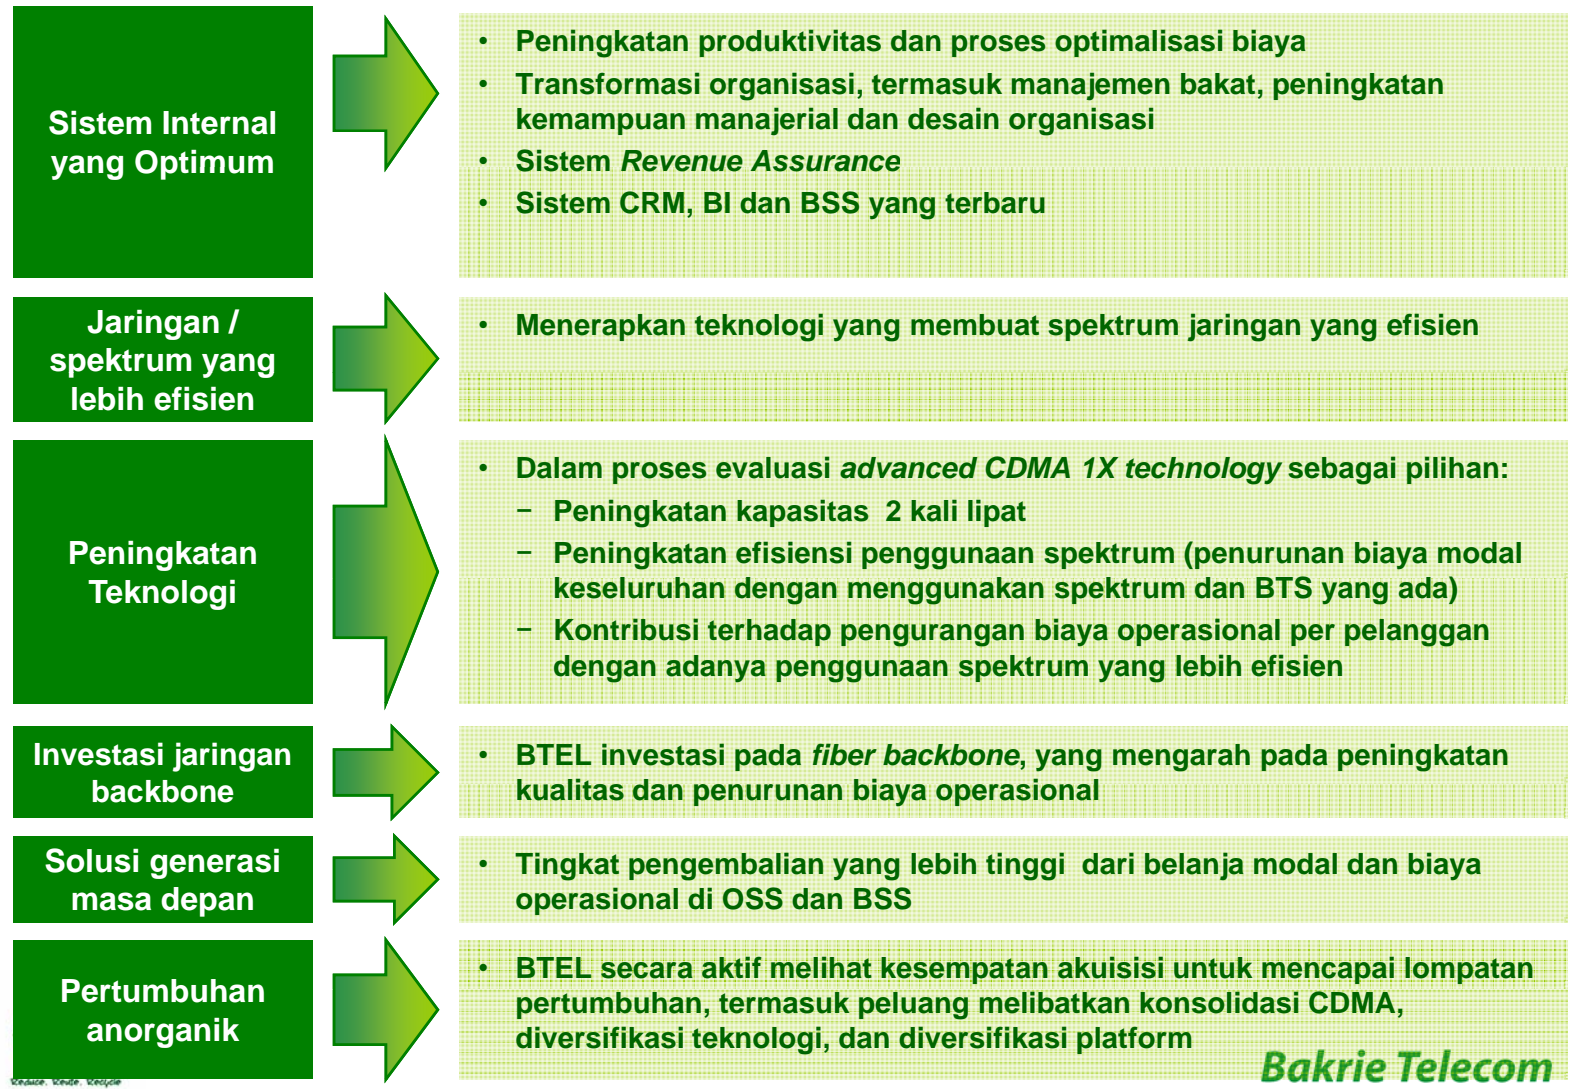 Sistem Internal
yang Optimum
• Peningkatan produktivitas dan proses optimalisasi biaya
• Transformasi organisasi, termasuk manajemen bakat, peningkatan
kemampuan manajerial dan desain organisasi
• Sistem Revenue Assurance
• Sistem CRM, BI dan BSS yang terbaru
Jaringan /
spektrum yang
lebih efisien
• Menerapkan teknologi yang membuat spektrum jaringan yang efisien
Peningkatan
Teknologi
• Dalam proses evaluasi advanced CDMA 1X technology sebagai pilihan:
− Peningkatan kapasitas 2 kali lipat
− Peningkatan efisiensi penggunaan spektrum (penurunan biaya modal
keseluruhan dengan menggunakan spektrum dan BTS yang ada)
− Kontribusi terhadap pengurangan biaya operasional per pelanggan
dengan adanya penggunaan spektrum yang lebih efisien
Investasi jaringan
backbone
• BTEL investasi pada fiber backbone, yang mengarah pada peningkatan
kualitas dan penurunan biaya operasional
Solusi generasi
masa depan
• Tingkat pengembalian yang lebih tinggi dari belanja modal dan biaya
operasional di OSS dan BSS
Pertumbuhan
anorganik
• BTEL secara aktif melihat kesempatan akuisisi untuk mencapai lompatan
pertumbuhan, termasuk peluang melibatkan konsolidasi CDMA,
diversifikasi teknologi, dan diversifikasi platform
Reduce. Reuse. Recycle
Bakrie Telecom